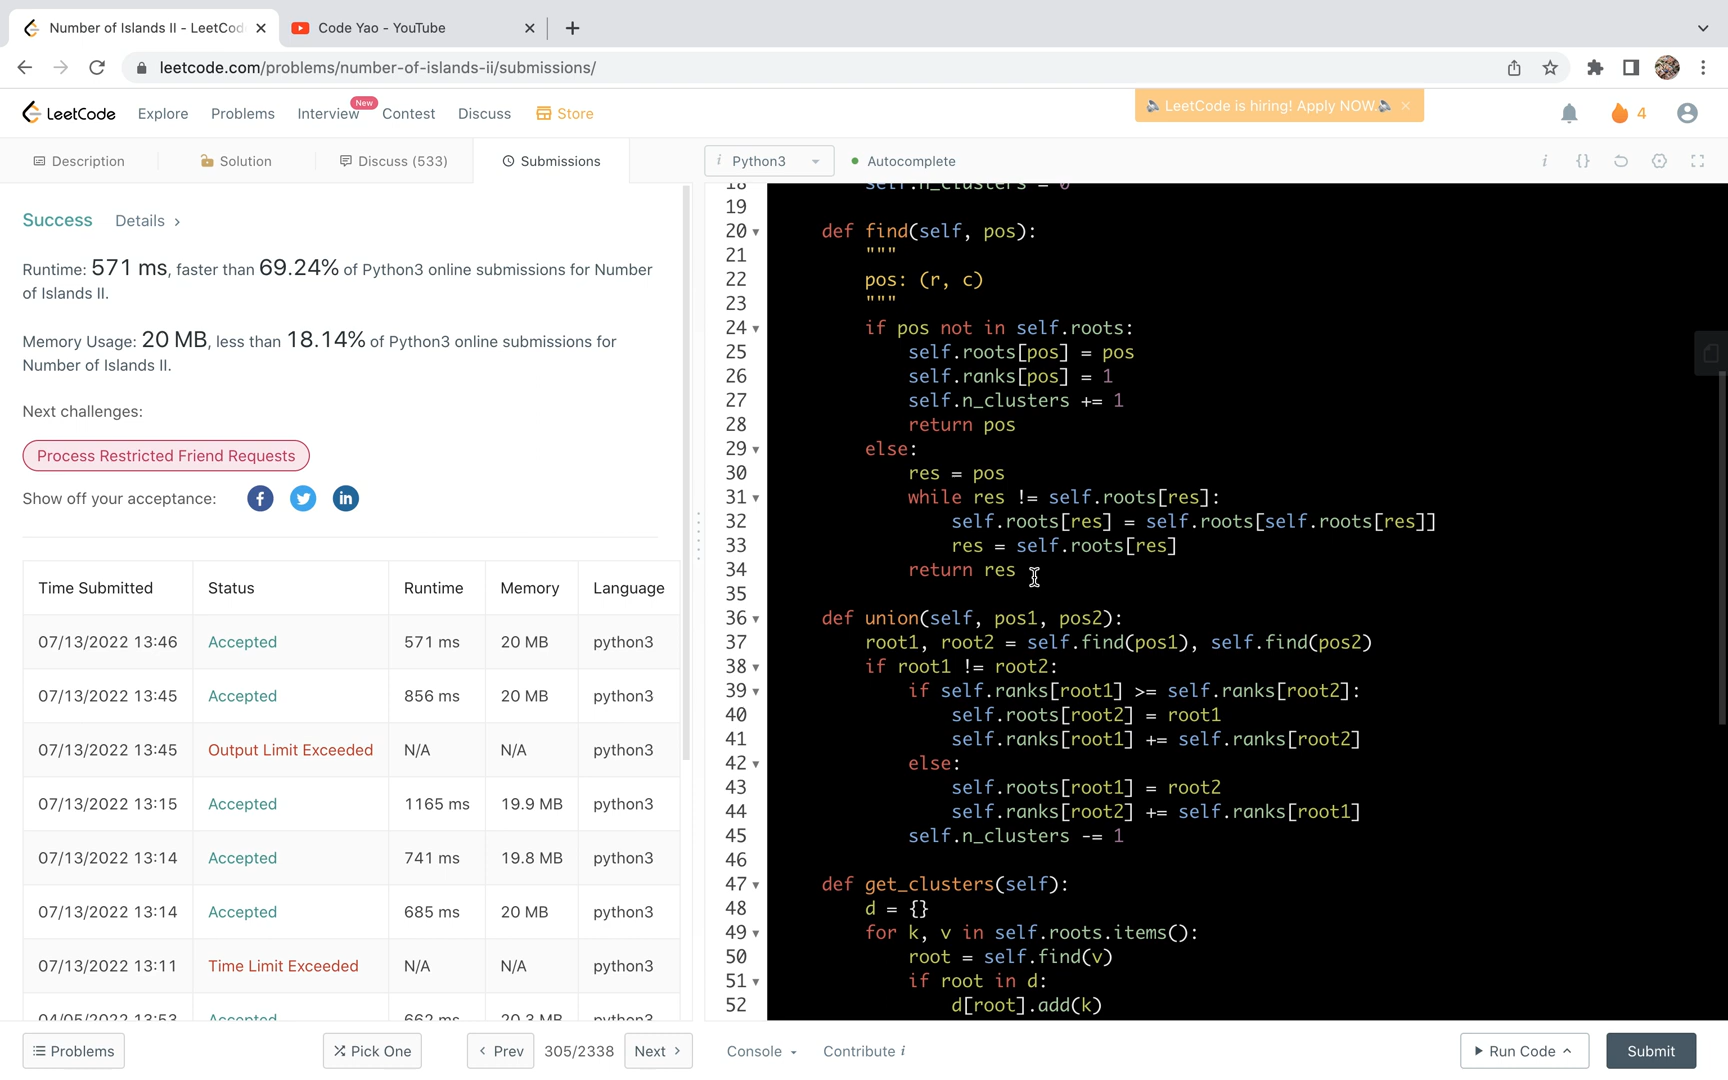 Number of Islands II - LeetCod
Code Yao - YouTube
leetcode.com/problems/number-of-islands-ii/submissions/
LeetCode
Explore
Problems
Interview
New
Contest
Discuss
Store
LeetCode is hiring! Apply NOW.
4
Description
Solution
Discuss (533)
Submissions
i Python3
Autocomplete
Success
Details >
Runtime: 571 ms, faster than 69.24% of Python3 online submissions for Number
of Islands II.
Memory Usage: 20 MB, less than 18.14% of Python3 online submissions for
Number of Islands II.
Next challenges:
Process Restricted Friend Requests
Show off your acceptance:
Time Submitted Status Runtime Memory Language
07/13/2022 13:46 Accepted 571 ms 20 MB python3
07/13/2022 13:45 Accepted 856 ms 20 MB python3
07/13/2022 13:45 Output Limit Exceeded N/A N/A python3
07/13/2022 13:15 Accepted 1165 ms 19.9 MB python3
07/13/2022 13:14 Accepted 741 ms 19.8 MB python3
07/13/2022 13:14 Accepted 685 ms 20 MB python3
07/13/2022 13:11 Time Limit Exceeded N/A N/A python3
04/05/2022 13:53 Accepted 662 ms 20.3 MB python3
18 self.n_clusters = 0
19
20 def find(self, pos):
21 """
22 pos: (r, c)
23 """
24 if pos not in self.roots:
25 self.roots[pos] = pos
26 self.ranks[pos] = 1
27 self.n_clusters += 1
28 return pos
29 else:
30 res = pos
31 while res != self.roots[res]:
32 self.roots[res] = self.roots[self.roots[res]]
33 res = self.roots[res]
34 return res
35
36 def union(self, pos1, pos2):
37 root1, root2 = self.find(pos1), self.find(pos2)
38 if root1 != root2:
39 if self.ranks[root1] >= self.ranks[root2]:
40 self.roots[root2] = root1
41 self.ranks[root1] += self.ranks[root2]
42 else:
43 self.roots[root1] = root2
44 self.ranks[root2] += self.ranks[root1]
45 self.n_clusters -= 1
46
47 def get_clusters(self):
48 d = {}
49 for k, v in self.roots.items():
50 root = self.find(v)
51 if root in d:
52 d[root].add(k)
Problems
Pick One
< Prev
305/2338
Next >
Console
Contribute i
Run Code
Submit